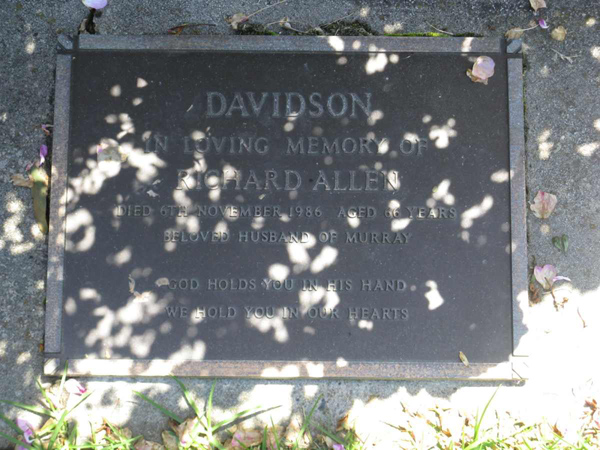 DAVIDSON
IN LOVING MEMORY OF
RICHARD ALLEN
DIED 6TH NOVEMBER 1986 AGED 66 YEARS
BELOVED HUSBAND OF MURRAY
GOD HOLDS YOU IN HIS HAND
WE HOLD YOU IN OUR HEARTS